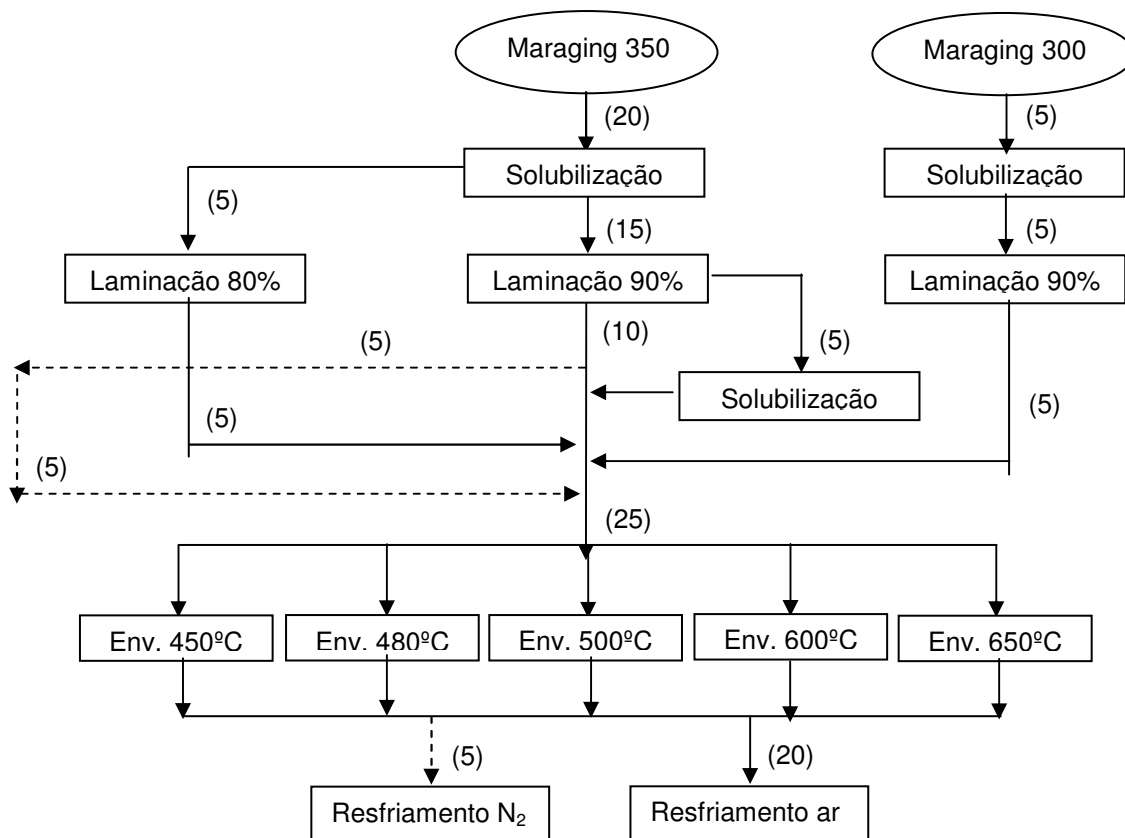 Maraging 350
Maraging 300
(20)
(5)
Solubilização
Solubilização
(5)
(15)
(5)
Laminação 80%
Laminação 90%
Laminação 90%
(5)
(10)
(5)
Solubilização
(5)
(5)
(5)
(25)
Env. 450ºC
Env. 480ºC
Env. 500ºC
Env. 600ºC
Env. 650ºC
(5)
(20)
Resfriamento N₂
Resfriamento ar